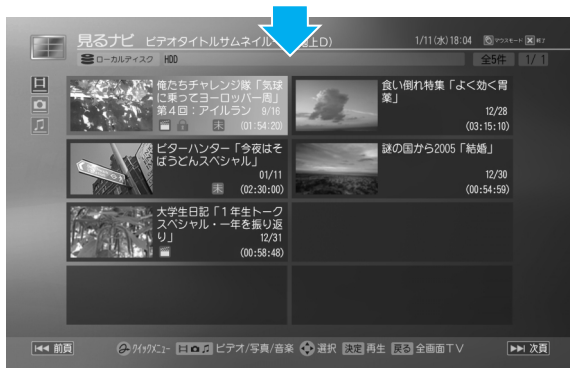 見るナビ ビデオタイトルサムネイル 上D)
1/11(水)18:04 マウスモード 終了
ローカルディスク HDD
全5件 1/ 1
俺たちチャレンジ隊「気球
に乗ってヨーロッパ一周」
第4回:アイルラン 9/16
未 (01:54:20)
食い倒れ特集「よく効く胃
薬」
12/28
(03:15:10)
ビターハンター「今夜はそ
ばうどんスペシャル」
01/11
未 (02:30:00)
謎の国から2005「結婚」
12/30
(00:54:59)
大学生日記「1年生トーク
スペシャル・一年を振り返
り」 12/31
(00:58:48)
前頁 クイックメニュー ビデオ/写真/音楽 選択 決定 再生 戻る 全画面TV 次頁